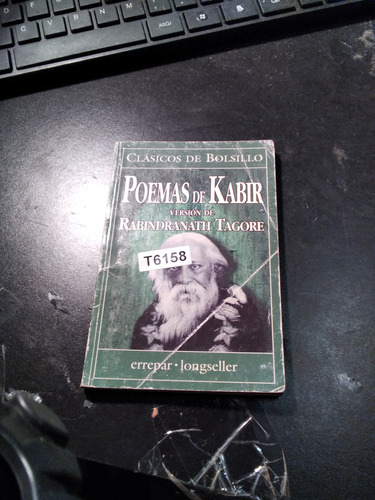 CLÁSICOS DE BOLSILLO
POEMAS DE KABIR
VERSIÓN DE
RABINDRANATH TAGORE
T6158
errepar • longseller